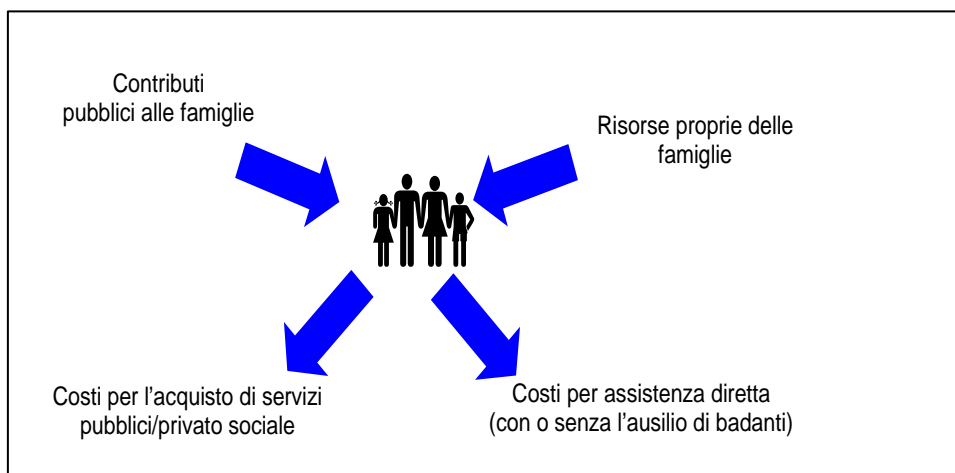 Contributi
pubblici alle famiglie
Risorse proprie delle
famiglie
Costi per l'acquisto di servizi
pubblici/privato sociale
Costi per assistenza diretta
(con o senza l'ausilio di badanti)